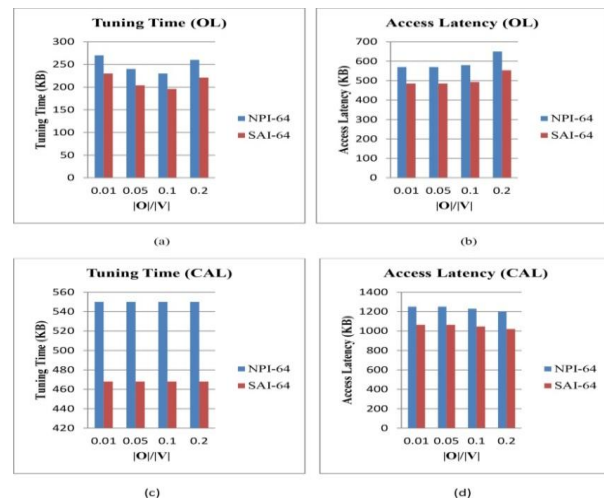 Tuning Time (OL)
Tuning Time (KB)
300
250
200
150
100
50
0
0.01 0.05 0.1 0.2
|O|/|V|
NPI-64
SAI-64
(a)
Access Latency (OL)
Access Latency (KB)
700
600
500
400
300
200
100
0
0.01 0.05 0.1 0.2
|O|/|V|
NPI-64
SAI-64
(b)
Tuning Time (CAL)
Tuning Time (KB)
560
540
520
500
480
460
440
420
0.01 0.05 0.1 0.2
|O|/|V|
NPI-64
SAI-64
(c)
Access Latency (CAL)
Access Latency (KB)
1400
1200
1000
800
600
400
200
0
0.01 0.05 0.1 0.2
|O|/|V|
NPI-64
SAI-64
(d)